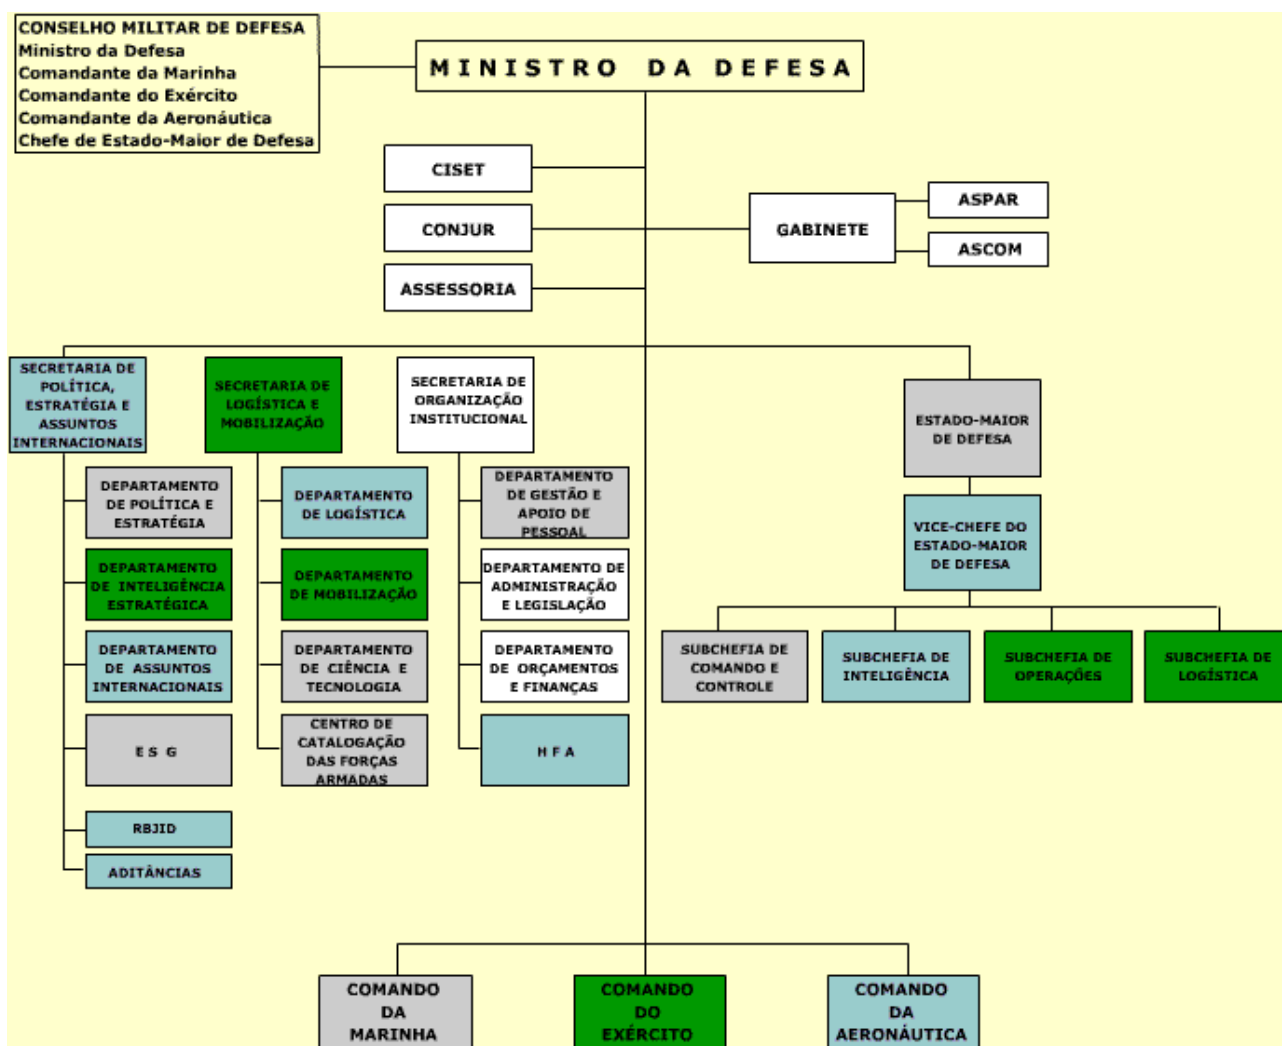 CONSELHO MILITAR DE DEFESA
Ministro da Defesa
Comandante da Marinha
Comandante do Exército
Comandante da Aeronáutica
Chefe de Estado-Maior de Defesa
MINISTRO DA DEFESA
CISET
CONJUR
ASSESSORIA
GABINETE
ASPAR
ASCOM
SECRETARIA DE
POLÍTICA,
ESTRATÉGIA E
ASSUNTOS
INTERNACIONAIS
DEPARTAMENTO
DE POLÍTICA E
ESTRATÉGIA
DEPARTAMENTO
DE INTELIGÊNCIA
ESTRATÉGICA
DEPARTAMENTO
DE ASSUNTOS
INTERNACIONAIS
E S G
RBJID
ADITÂNCIAS
SECRETARIA DE
LOGÍSTICA E
MOBILIZAÇÃO
DEPARTAMENTO
DE LOGÍSTICA
DEPARTAMENTO
DE MOBILIZAÇÃO
DEPARTAMENTO
DE CIÊNCIA E
TECNOLOGIA
CENTRO DE
CATALOGAÇÃO
DAS FORÇAS
ARMADAS
SECRETARIA DE
ORGANIZAÇÃO
INSTITUCIONAL
DEPARTAMENTO
DE GESTÃO E
APOIO DE
PESSOAL
DEPARTAMENTO DE
ADMINISTRAÇÃO
E LEGISLAÇÃO
DEPARTAMENTO
DE ORÇAMENTOS
E FINANÇAS
H F A
ESTADO-MAIOR
DE DEFESA
VICE-CHEFE DO
ESTADO-MAIOR
DE DEFESA
SUBCHEFIA DE
COMANDO E
CONTROLE
SUBCHEFIA DE
INTELIGÊNCIA
SUBCHEFIA DE
OPERAÇÕES
SUBCHEFIA DE
LOGÍSTICA
COMANDO
DA
MARINHA
COMANDO
DO
EXÉRCITO
COMANDO
DA
AERONÁUTICA